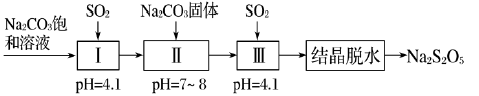 SO₂ Na₂CO₃固体 SO₂
Na₂CO₃饱
和溶液
Ⅰ Ⅱ Ⅲ 结晶脱水 Na₂S₂O₅
pH=4.1 pH=7~8 pH=4.1